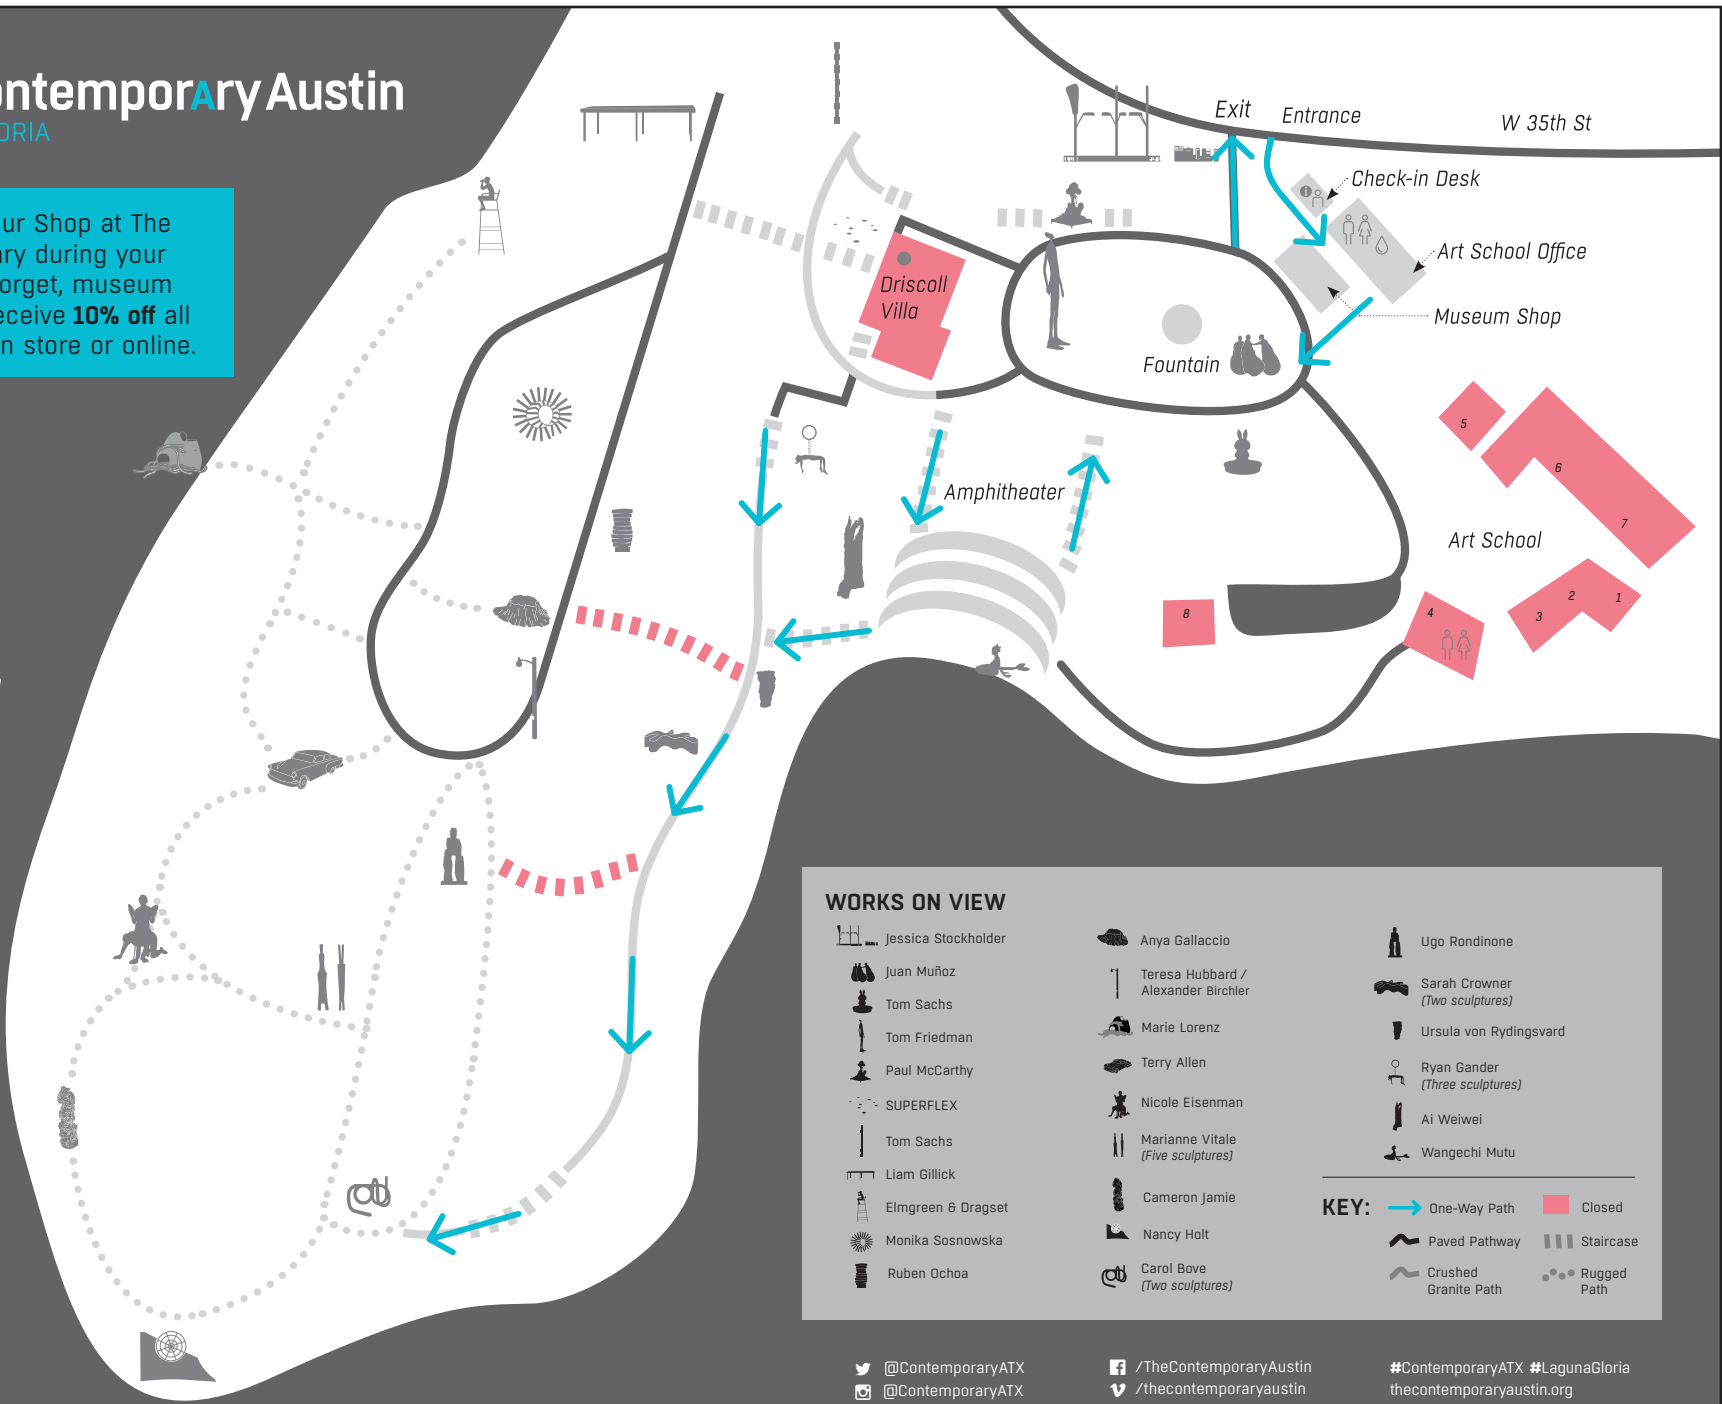 ontemporAryAustin
ORIA
ur Shop at The
ary during your
orget, museum
eceive 10% off all
n store or online.
Exit
Entrance
W 35th St
Check-in Desk
Art School Office
Museum Shop
Driscoll
Villa
Fountain
Amphitheater
Art School
5
6
7
8
4
3
2
1
WORKS ON VIEW
Jessica Stockholder
Juan Muñoz
Tom Sachs
Tom Friedman
Paul McCarthy
SUPERFLEX
Tom Sachs
Liam Gillick
Elmgreen & Dragset
Monika Sosnowska
Ruben Ochoa
Anya Gallaccio
Teresa Hubbard /
Alexander Birchler
Marie Lorenz
Terry Allen
Nicole Eisenman
Marianne Vitale
(Five sculptures)
Cameron Jamie
Nancy Holt
Carol Bove
(Two sculptures)
Ugo Rondinone
Sarah Crowner
(Two sculptures)
Ursula von Rydingsvard
Ryan Gander
(Three sculptures)
Ai Weiwei
Wangechi Mutu
KEY:
One-Way Path
Closed
Paved Pathway
Staircase
Crushed
Granite Path
Rugged
Path
@ContemporaryATX
@ContemporaryATX
/TheContemporaryAustin
/thecontemporaryaustin
#ContemporaryATX #LagunaGloria
thecontemporaryaustin.org